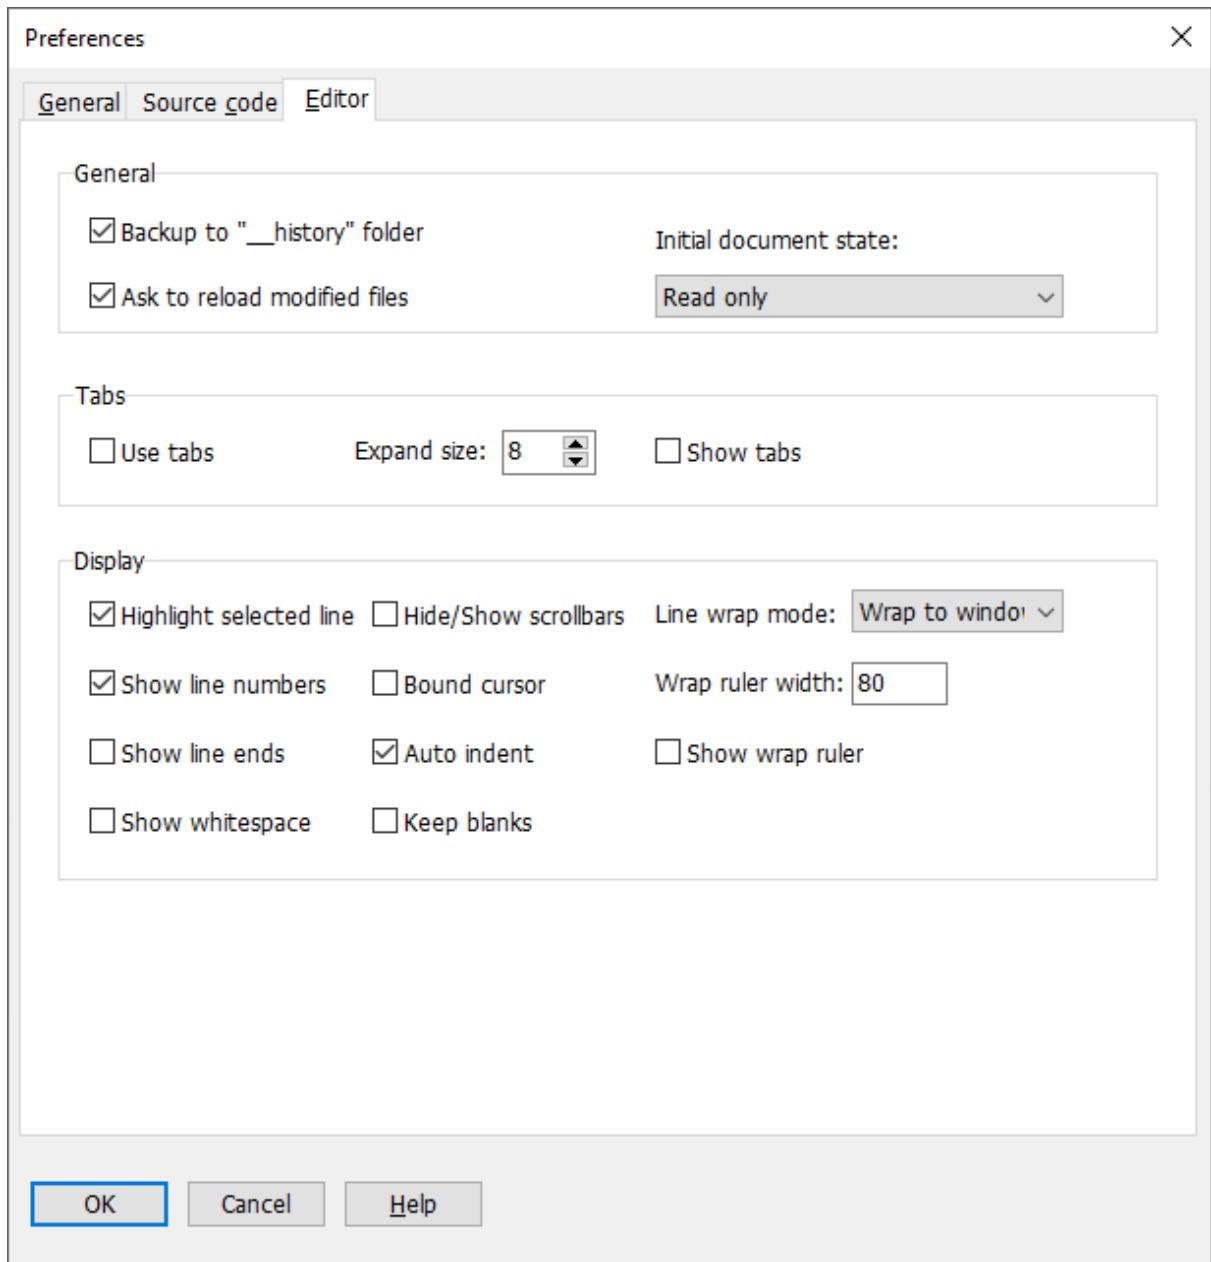 Preferences
General Source code Editor
General
Backup to "__history" folder
Initial document state:
Ask to reload modified files
Read only
Tabs
Use tabs Expand size: 8 Show tabs
Display
Highlight selected line Hide/Show scrollbars Line wrap mode: Wrap to
Show line numbers Bound cursor Wrap ruler width: 80
Show line ends Auto indent Show wrap ruler
Show whitespace Keep blanks
OK Cancel Help